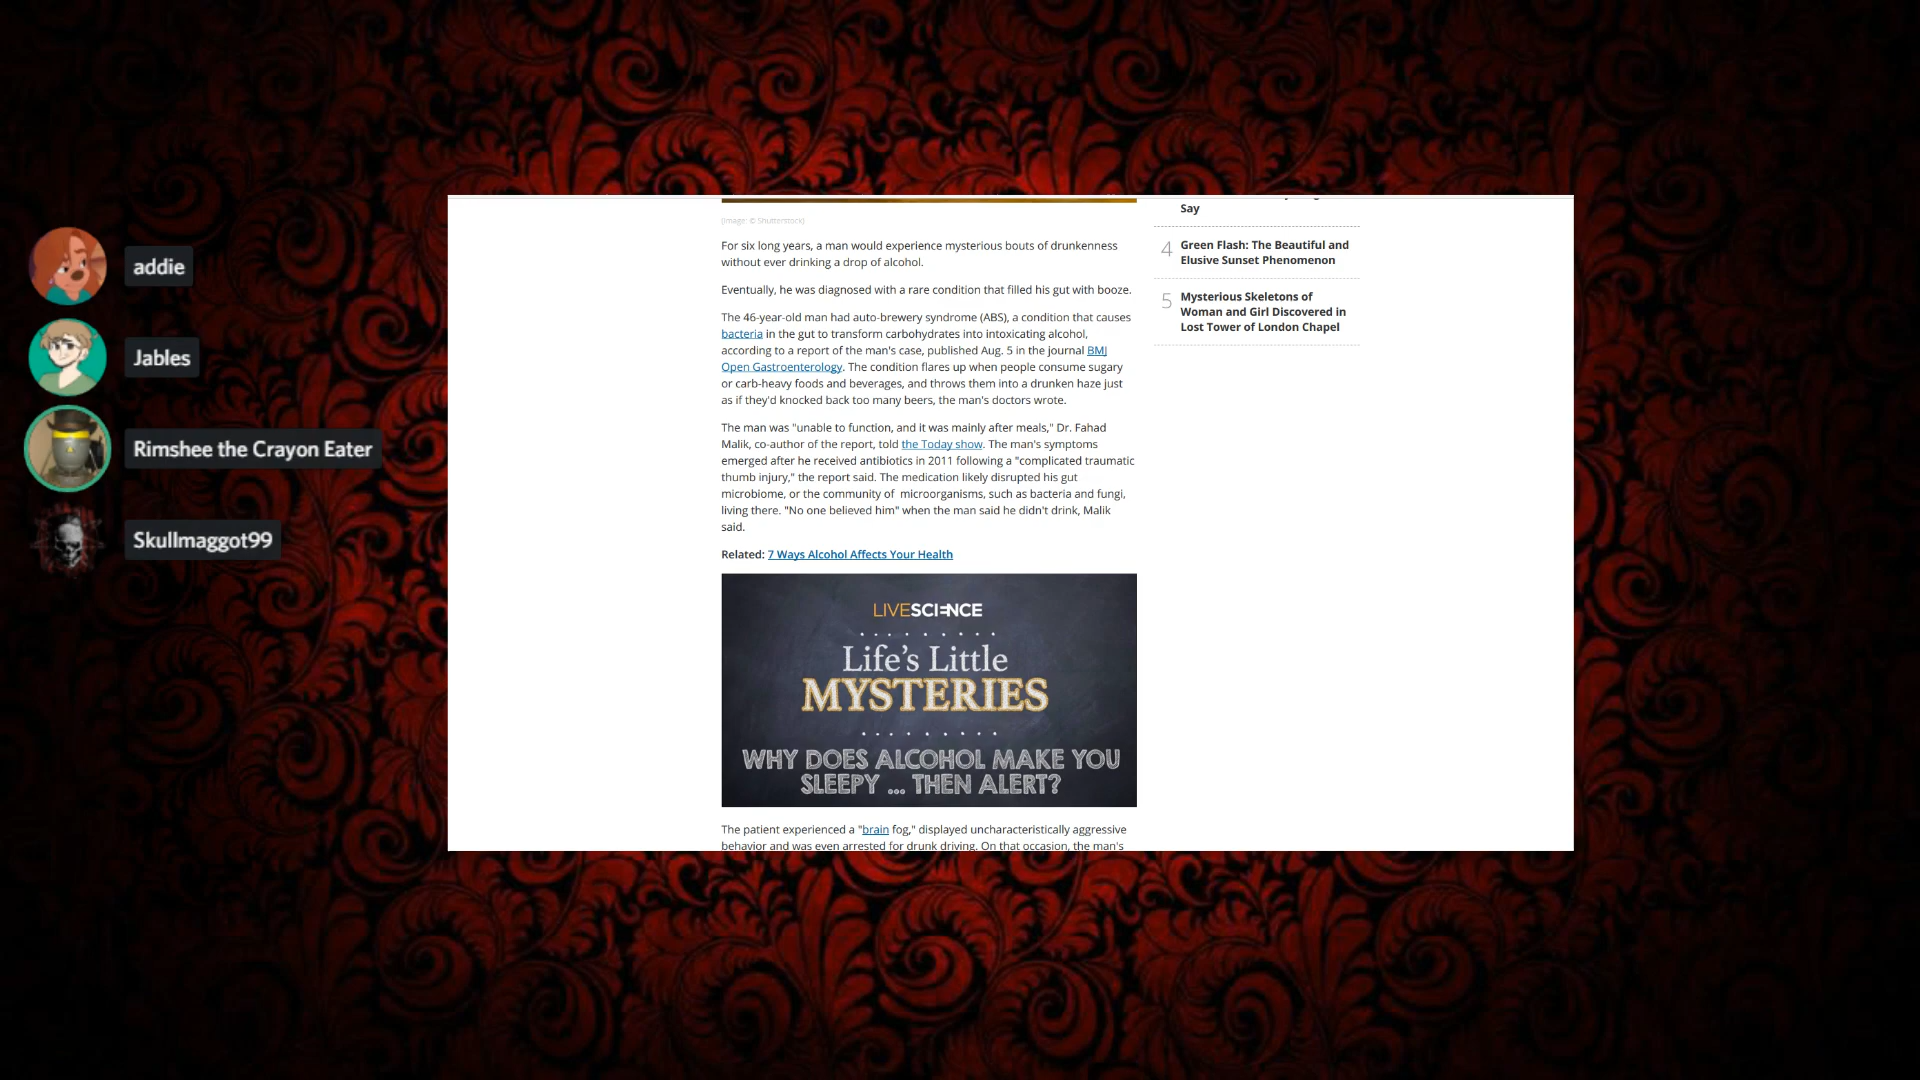 addie
Jables
Rimshee the Crayon Eater
Skullmaggot99
[Image: © Shutterstock]
For six long years, a man would experience mysterious bouts of drunkenness
without ever drinking a drop of alcohol.
Eventually, he was diagnosed with a rare condition that filled his gut with booze.
The 46-year-old man had auto-brewery syndrome (ABS), a condition that causes
bacteria in the gut to transform carbohydrates into intoxicating alcohol,
according to a report of the man's case, published Aug. 5 in the journal BMJ
Open Gastroenterology. The condition flares up when people consume sugary
or carb-heavy foods and beverages, and throws them into a drunken haze just
as if they'd knocked back too many beers, the man's doctors wrote.
The man was "unable to function, and it was mainly after meals," Dr. Fahad
Malik, co-author of the report, told the Today show. The man's symptoms
emerged after he received antibiotics in 2011 following a "complicated traumatic
thumb injury," the report said. The medication likely disrupted his gut
microbiome, or the community of microorganisms, such as bacteria and fungi,
living there. "No one believed him" when the man said he didn't drink, Malik
said.
Related: 7 Ways Alcohol Affects Your Health
LIVESCIENCE
Life's Little
MYSTERIES
WHY DOES ALCOHOL MAKE YOU
SLEEPY ... THEN ALERT?
The patient experienced a "brain fog," displayed uncharacteristically aggressive
behavior and was even arrested for drunk driving. On that occasion, the man's
Say
4 Green Flash: The Beautiful and
Elusive Sunset Phenomenon
5 Mysterious Skeletons of
Woman and Girl Discovered in
Lost Tower of London Chapel